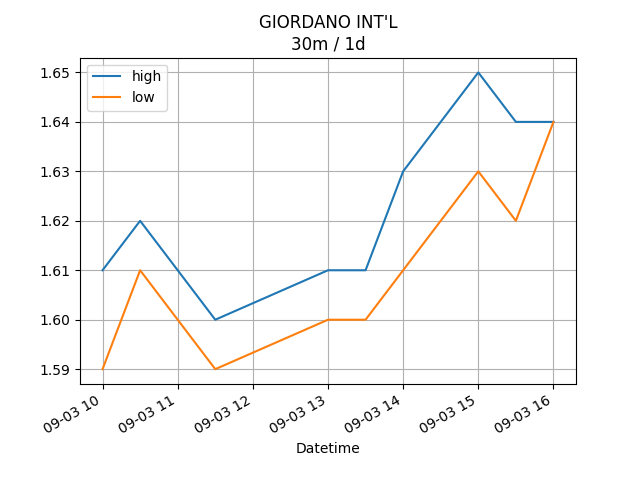 GIORDANO INT'L
30m / 1d
high
low
1.65
1.64
1.63
1.62
1.61
1.60
1.59
09-03 10
09-03 11
09-03 12
09-03 13
09-03 14
09-03 15
09-03 16
Datetime